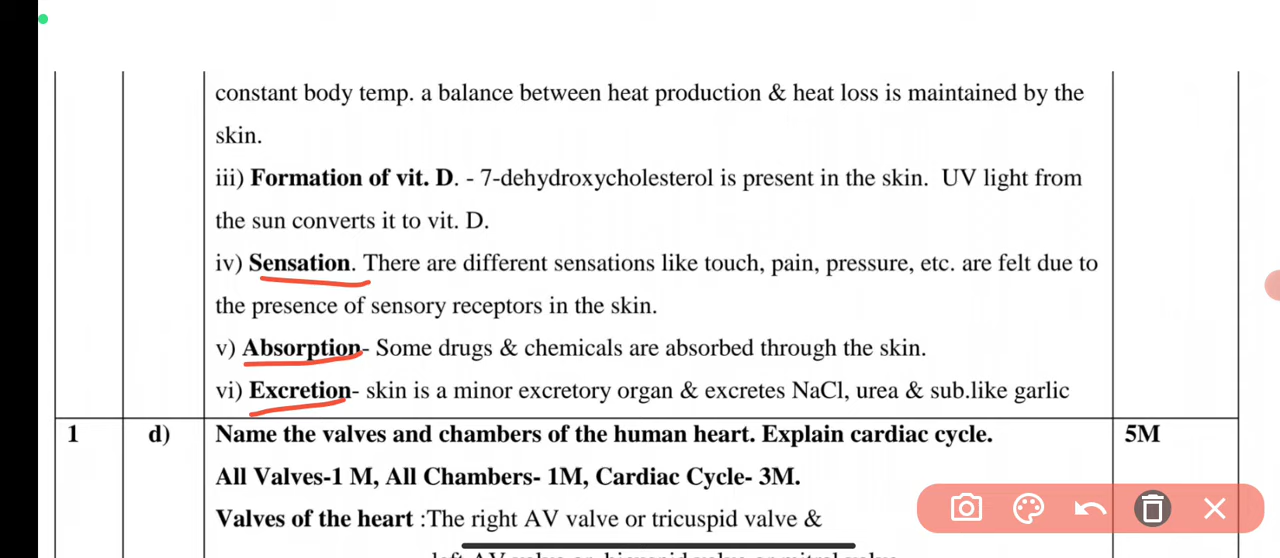 constant body temp. a balance between heat production & heat loss is maintained by the
skin.
iii) Formation of vit. D. - 7-dehydroxycholesterol is present in the skin. UV light from
the sun converts it to vit. D.
iv) Sensation. There are different sensations like touch, pain, pressure, etc. are felt due to
the presence of sensory receptors in the skin.
v) Absorption- Some drugs & chemicals are absorbed through the skin.
vi) Excretion- skin is a minor excretory organ & excretes NaCl, urea & sub.like garlic
1 d) Name the valves and chambers of the human heart. Explain cardiac cycle. 5M
All Valves-1 M, All Chambers- 1M, Cardiac Cycle- 3M.
Valves of the heart :The right AV valve or tricuspid valve &